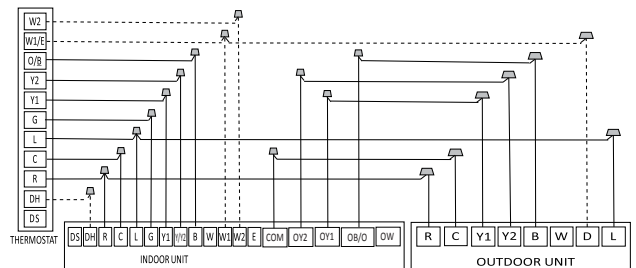 W2
W1/E
O/B
Y2
Y1
G
L
C
R
DH
DS
THERMOSTAT
DS DH R C L G Y1 Y/Y2 B W W1 W2 E COM OY2 OY1 OB/O OW
INDOOR UNIT
R C Y1 Y2 B W D L
OUTDOOR UNIT